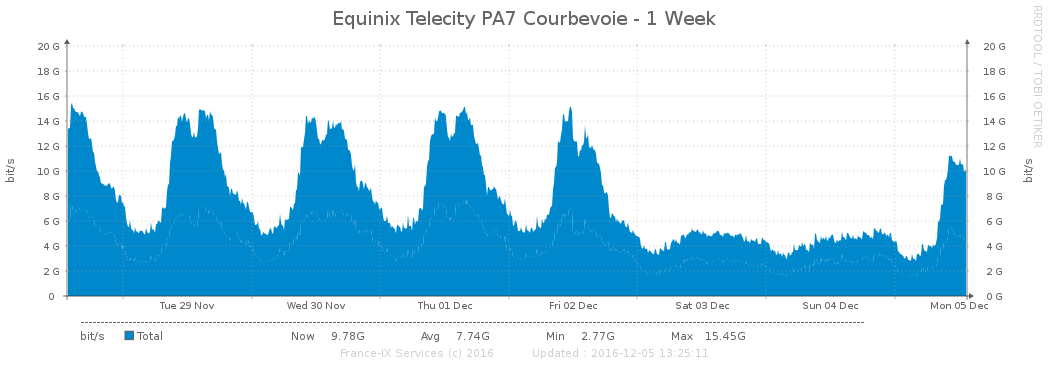 Equinix Telecity PA7 Courbevoie - 1 Week
RRDTOOL / TOBI OETIKER
bit/s
20 G
18 G
16 G
14 G
12 G
10 G
8 G
6 G
4 G
2 G
0
20 G
18 G
16 G
14 G
12 G
10 G
8 G
6 G
4 G
2 G
0 G
bit/s
Tue 29 Nov Wed 30 Nov Thu 01 Dec Fri 02 Dec Sat 03 Dec Sun 04 Dec Mon 05 Dec
bit/s Total Now 9.78G Avg 7.74G Min 2.77G Max 15.45G
France-IX Services (c) 2016 Updated : 2016-12-05 13:25:11